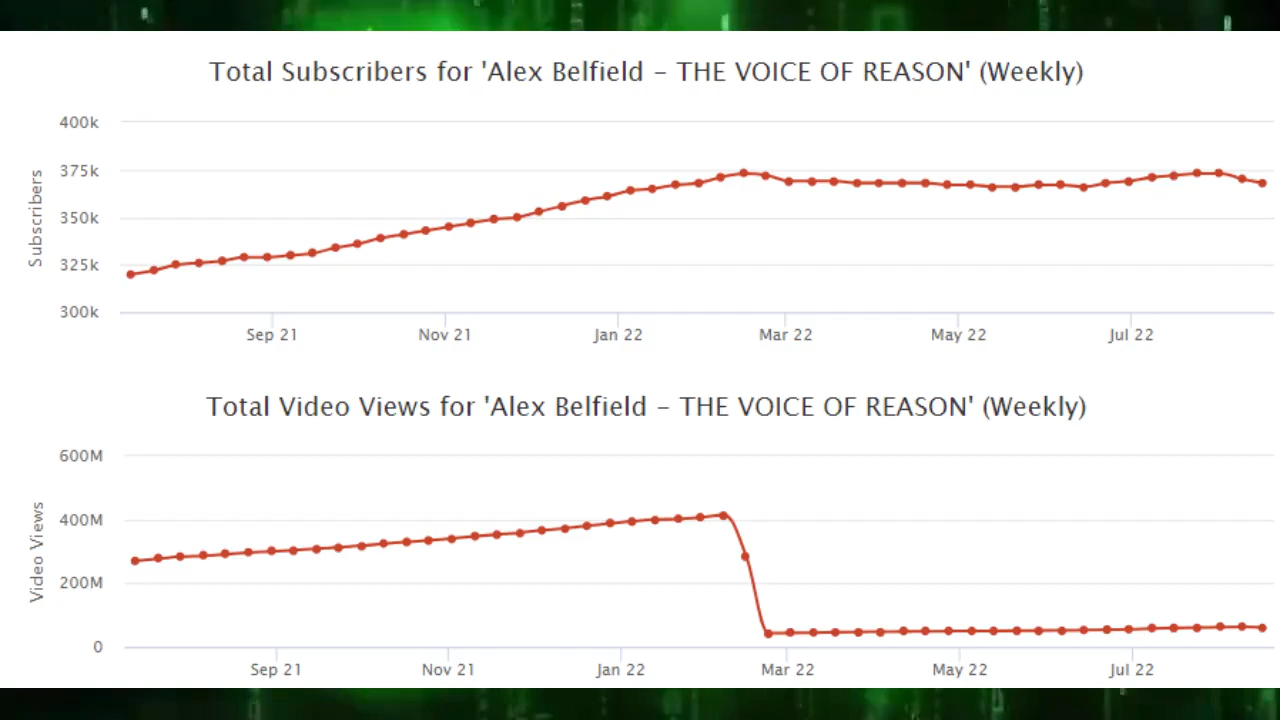 Total Subscribers for 'Alex Belfield - THE VOICE OF REASON' (Weekly)
400k
375k
350k
325k
300k
Subscribers
Sep 21 Nov 21 Jan 22 Mar 22 May 22 Jul 22
Total Video Views for 'Alex Belfield - THE VOICE OF REASON' (Weekly)
600M
400M
200M
0
Video Views
Sep 21 Nov 21 Jan 22 Mar 22 May 22 Jul 22